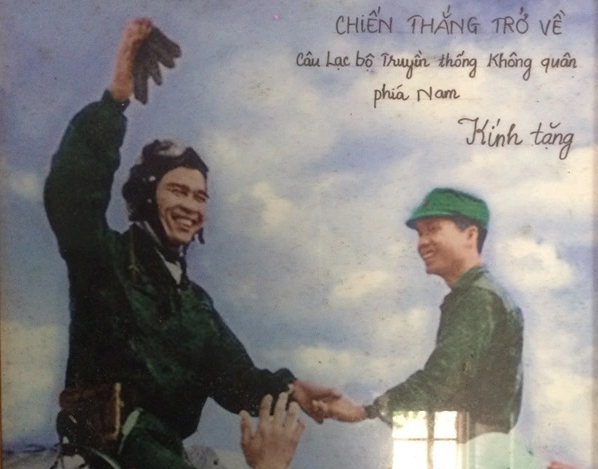 CHIẾN THẮNG TRỞ VỀ
Câu Lạc bộ Truyền thống Không quân
phía Nam
Kính tặng